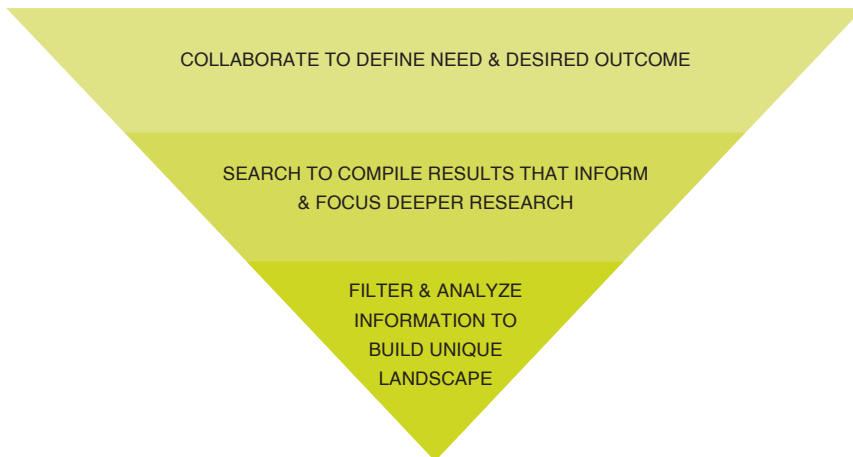 COLLABORATE TO DEFINE NEED & DESIRED OUTCOME
SEARCH TO COMPILE RESULTS THAT INFORM
& FOCUS DEEPER RESEARCH
FILTER & ANALYZE
INFORMATION TO
BUILD UNIQUE
LANDSCAPE